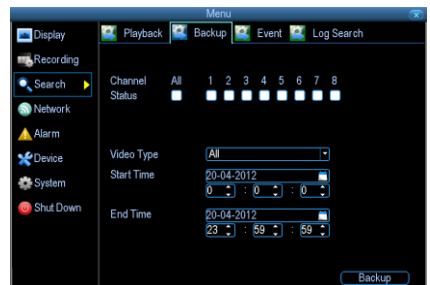 Menu
Display
Playback Backup Event Log Search
Recording
Search
Network
Alarm
Device
System
Shut Down
Channel All 1 2 3 4 5 6 7 8
Status
Video Type All
Start Time 20-04-2012
0 : 0 : 0
End Time 20-04-2012
23 : 59 : 59
Backup